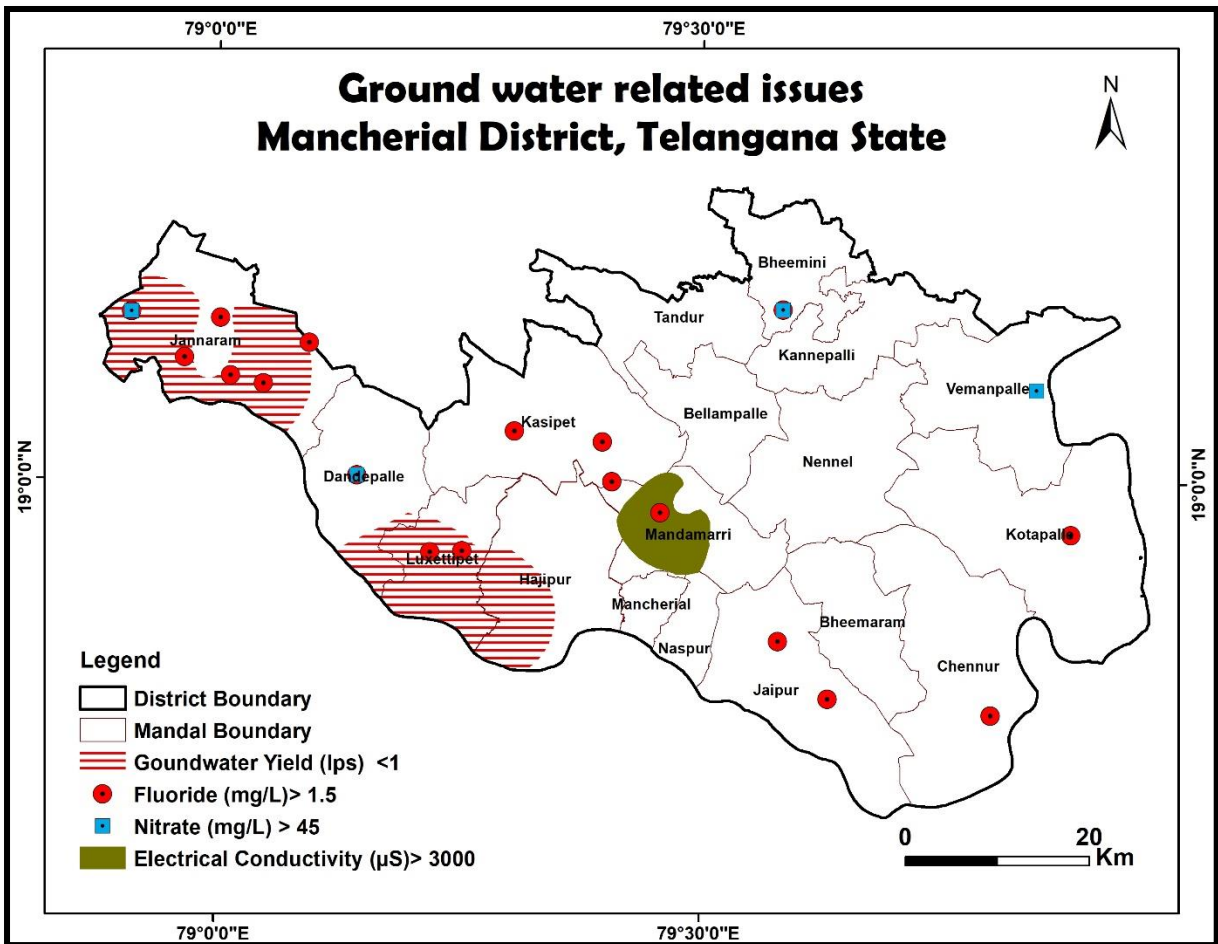 79°0'0"E
79°30'0"E
Ground water related issues
Mancherial District, Telangana State
N
Bheemini
Tandur
Jannaram
Kannepalli
Vemanpalle
Bellampalle
Kasipet
Nennel
19°0'0"N
19°0'0"N
Dandepalle
Mandamarri
Kotapalle
Luxettipet
Hajipur
Mancherial
Bheemaram
Naspur
Chennur
Jaipur
Legend
District Boundary
Mandal Boundary
Goundwater Yield (lps) <1
Fluoride (mg/L)> 1.5
Nitrate (mg/L) > 45
Electrical Conductivity (µS)> 3000
0 20
Km
79°0'0"E
79°30'0"E